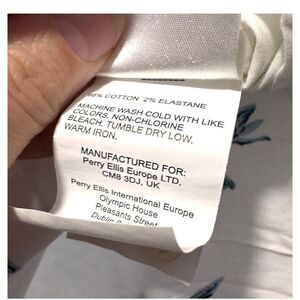 98% COTTON 2% ELASTANE
MACHINE WASH COLD WITH LIKE
COLORS. NON-CHLORINE
BLEACH. TUMBLE DRY LOW.
WARM IRON.
MANUFACTURED FOR:
Perry Ellis Europe LTD.
CM8 3DJ, UK
Perry Ellis International Europe
Olympic House
Pleasants Street
Dublin